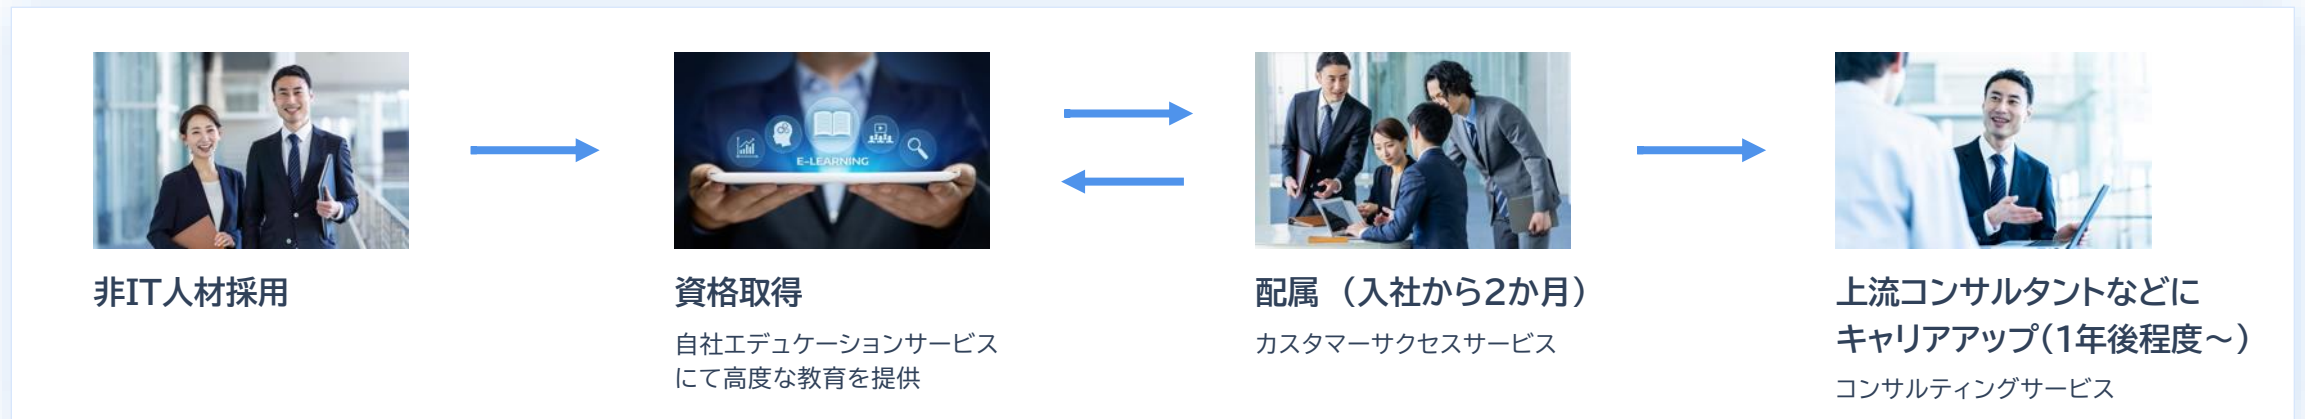 E-LEARNING
非IT人材採用
資格取得
自社エデュケーションサービス
にて高度な教育を提供
配属 （入社から2か月）
カスタマーサクセスサービス
上流コンサルタントなどに
キャリアアップ(1年後程度～)
コンサルティングサービス